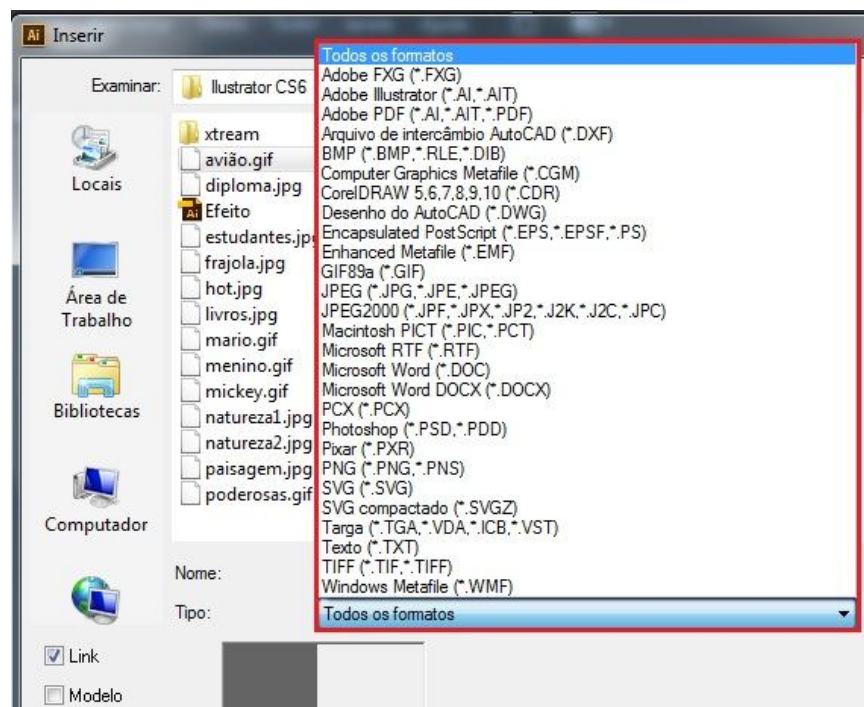 Ai Inserir
Examinar: Ilustrator CS6
Locais
Área de
Trabalho
Bibliotecas
Computador
xtream
avião.gif
diploma.jpg
Ai Efeito
estudantes.jpg
frajola.jpg
hot.jpg
livros.jpg
mario.gif
menino.gif
mickey.gif
natureza1.jpg
natureza2.jpg
paisagem.jpg
poderosas.gif
Todos os formatos
Adobe FXG (*.FXG)
Adobe Illustrator (*.AI,*.AIT)
Adobe PDF (*.AI,*.AIT,*.PDF)
Arquivo de intercâmbio AutoCAD (*.DXF)
BMP (*.BMP,*.RLE,*.DIB)
Computer Graphics Metafile (*.CGM)
CorelDRAW 5,6,7,8,9,10 (*.CDR)
Desenho do AutoCAD (*.DWG)
Encapsulated PostScript (*.EPS,*.EPSF,*.PS)
Enhanced Metafile (*.EMF)
GIF89a (*.GIF)
JPEG (*.JPG,*.JPE,*.JPEG)
JPEG2000 (*.JPF,*.JPX,*.JP2,*.J2K,*.J2C,*.JPC)
Macintosh PICT (*.PIC,*.PCT)
Microsoft RTF (*.RTF)
Microsoft Word (*.DOC)
Microsoft Word DOCX (*.DOCX)
PCX (*.PCX)
Photoshop (*.PSD,*.PDD)
Pixar (*.PXR)
PNG (*.PNG,*.PNS)
SVG (*.SVG)
SVG compactado (*.SVGZ)
Targa (*.TGA,*.VDA,*.ICB,*.VST)
Texto (*.TXT)
TIFF (*.TIF,*.TIFF)
Windows Metafile (*.WMF)
Nome:
Tipo: Todos os formatos
Link
Modelo